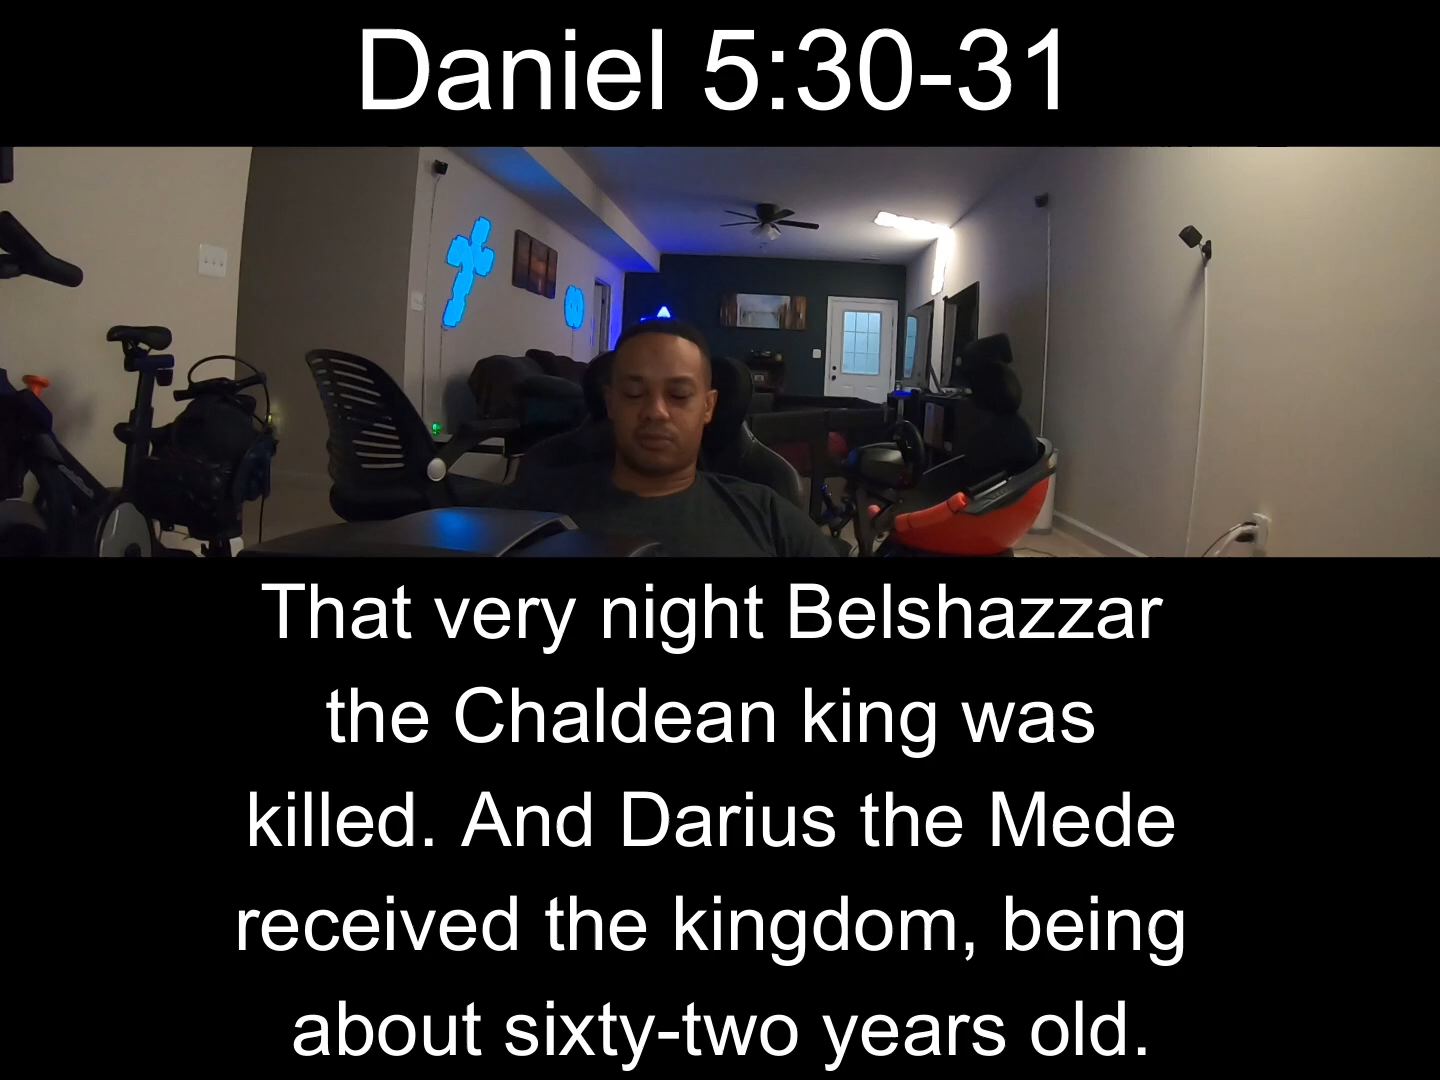 Daniel 5:30-31
That very night Belshazzar
the Chaldean king was
killed. And Darius the Mede
received the kingdom, being
about sixty-two years old.